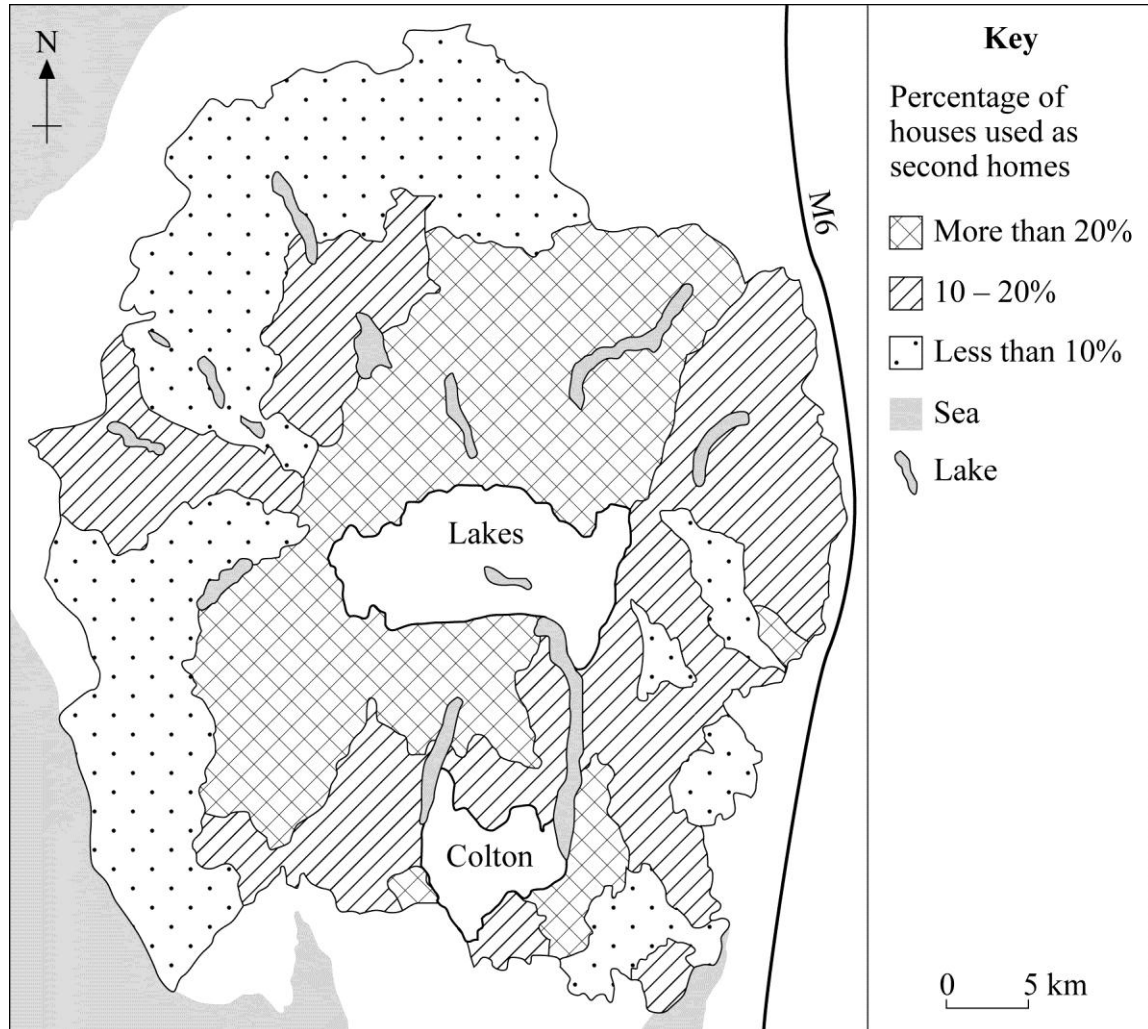 N
M6
Lakes
Colton
Key
Percentage of
houses used as
second homes
More than 20%
10 – 20%
Less than 10%
Sea
Lake
0 5 km